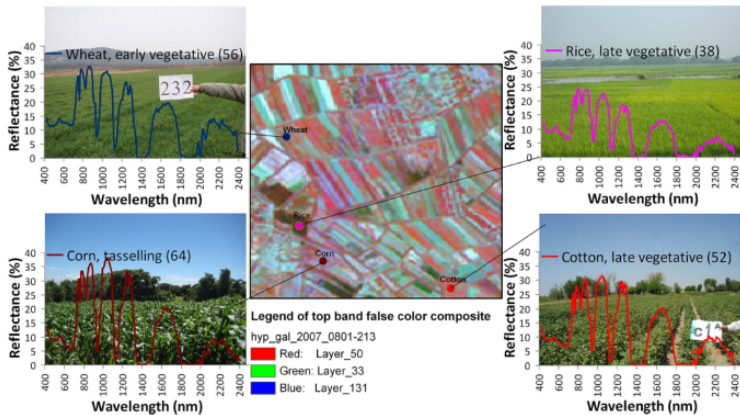 Wheat, early vegetative (56)
232
Reflectance (%)
40
35
30
25
20
15
10
5
0
400 600 800 1000 1200 1400 1600 1800 2000 2200 2400
Wavelength (nm)
Rice, late vegetative (38)
Reflectance (%)
40
35
30
25
20
15
10
5
0
400 600 800 1000 1200 1400 1600 1800 2000 2200 2400
Wavelength (nm)
Wheat
Rice
Corn
Cotton
Corn, tasselling (64)
Reflectance (%)
40
35
30
25
20
15
10
5
0
400 600 800 1000 1200 1400 1600 1800 2000 2200 2400
Wavelength (nm)
Legend of top band false color composite
hyp_gal_2007_0801-213
Red: Layer_50
Green: Layer_33
Blue: Layer_131
Cotton, late vegetative (52)
Reflectance (%)
40
35
30
25
20
15
10
5
0
400 600 800 1000 1200 1400 1600 1800 2000 2200 2400
Wavelength (nm)